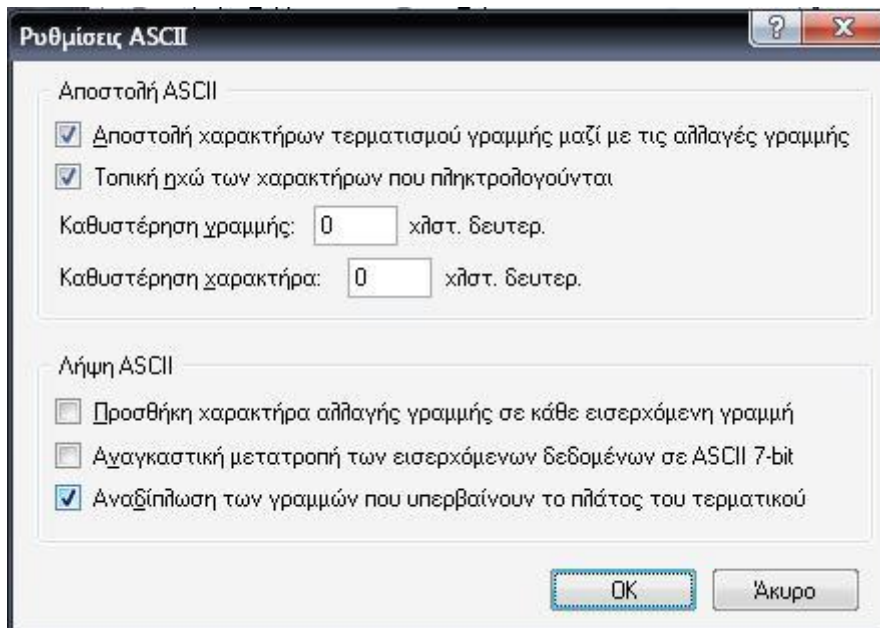 Ρυθμίσεις ASCII
Αποστολή ASCII
Αποστολή χαρακτήρων τερματισμού γραμμής μαζί με τις αλλαγές γραμμής
Τοπική ηχώ των χαρακτήρων που πληκτρολογούνται
Καθυστέρηση γραμμής: 0 χλστ. δευτερ.
Καθυστέρηση χαρακτήρα: 0 χλστ. δευτερ.
Λήψη ASCII
Προσθήκη χαρακτήρα αλλαγής γραμμής σε κάθε εισερχόμενη γραμμή
Αναγκαστική μετατροπή των εισερχόμενων δεδομένων σε ASCII 7-bit
Αναδίπλωση των γραμμών που υπερβαίνουν το πλάτος του τερματικού
OK Άκυρο